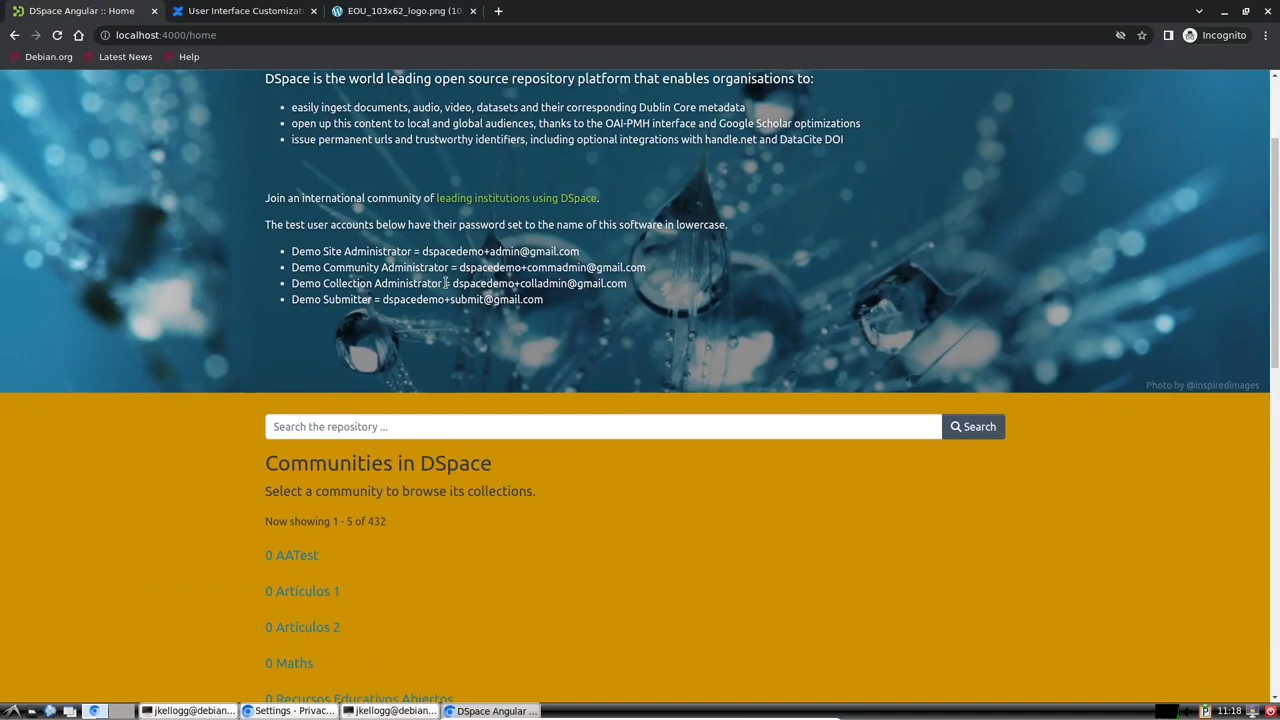 DSpace Angular :: Home
User Interface Customizat
EOU_103x62_logo.png (10
localhost:4000/home
Incognito
Debian.org
Latest News
Help
DSpace is the world leading open source repository platform that enables organisations to:
easily ingest documents, audio, video, datasets and their corresponding Dublin Core metadata
open up this content to local and global audiences, thanks to the OAI-PMH interface and Google Scholar optimizations
issue permanent urls and trustworthy identifiers, including optional integrations with handle.net and DataCite DOI
Join an international community of leading institutions using DSpace.
The test user accounts below have their password set to the name of this software in lowercase.
Demo Site Administrator = dspacedemo+admin@gmail.com
Demo Community Administrator = dspacedemo+commadmin@gmail.com
Demo Collection Administrator = dspacedemo+colladmin@gmail.com
Demo Submitter = dspacedemo+submit@gmail.com
Photo by @inspiredimages
Search the repository ...
Search
Communities in DSpace
Select a community to browse its collections.
Now showing 1 - 5 of 432
0 AATest
0 Artículos 1
0 Artículos 2
0 Maths
0 Recursos Educativos Abiertos
jkellogg@debian...
Settings - Privac...
jkellogg@debian...
DSpace Angular ...
11:18